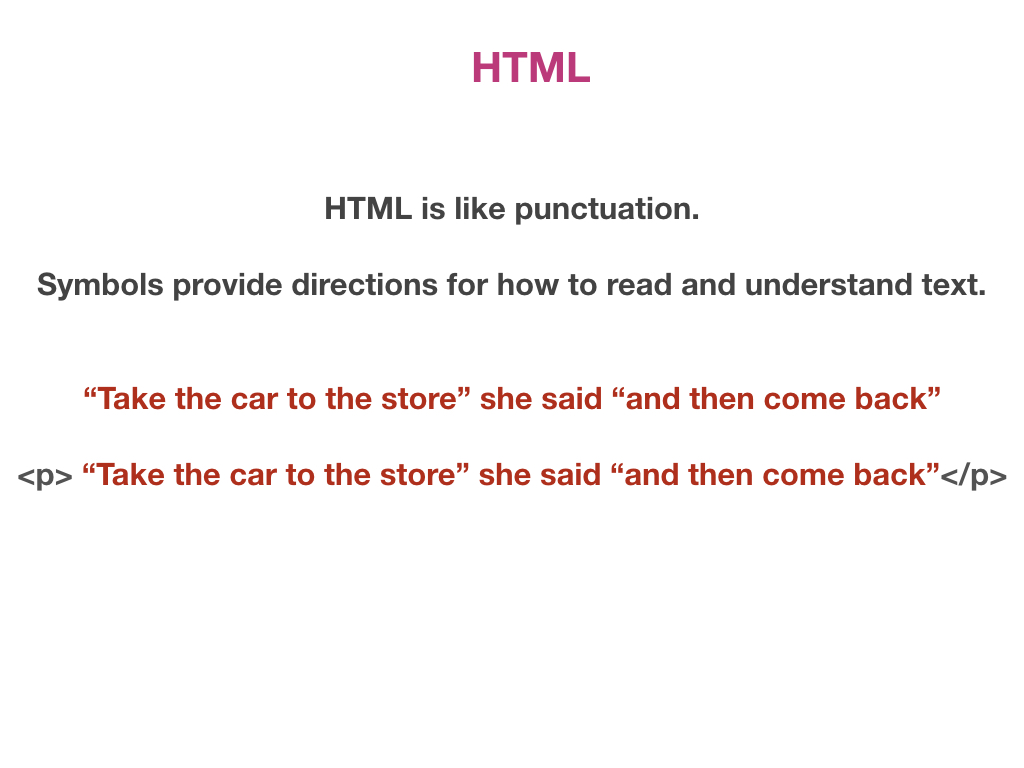 HTML
HTML is like punctuation.
Symbols provide directions for how to read and understand text.
“Take the car to the store” she said “and then come back”
<p> “Take the car to the store” she said “and then come back”</p>